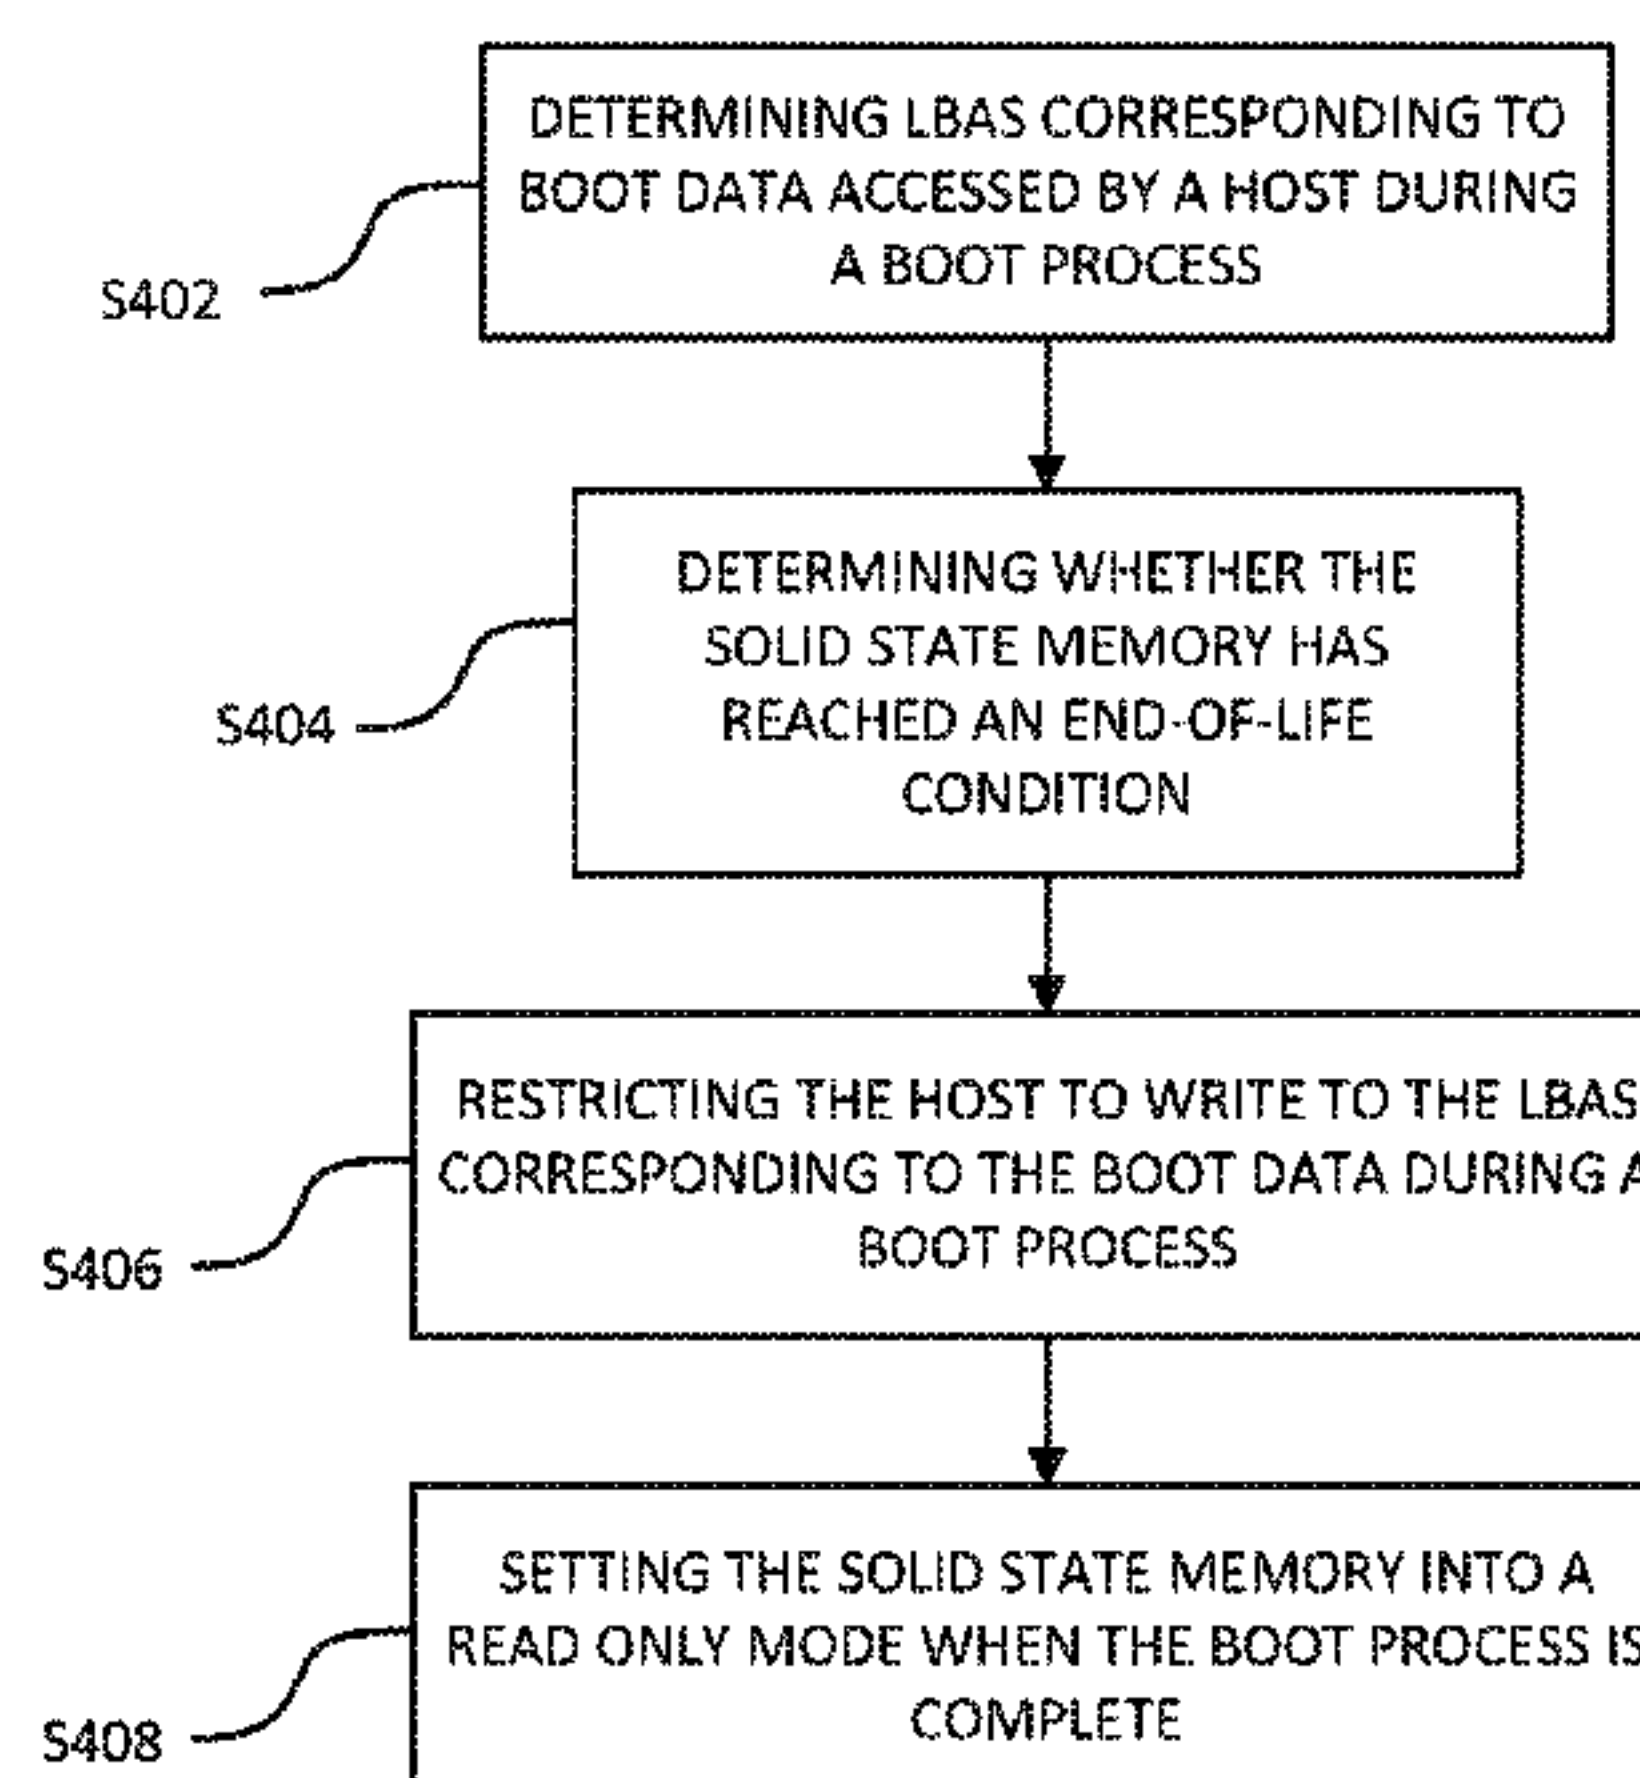 DETERMINING LBAS CORRESPONDING TO
BOOT DATA ACCESSED BY A HOST DURING
A BOOT PROCESS
S402
DETERMINING WHETHER THE
SOLID STATE MEMORY HAS
REACHED AN END-OF-LIFE
CONDITION
S404
RESTRICTING THE HOST TO WRITE TO THE LBAS
CORRESPONDING TO THE BOOT DATA DURING A
BOOT PROCESS
S406
SETTING THE SOLID STATE MEMORY INTO A
READ ONLY MODE WHEN THE BOOT PROCESS IS
COMPLETE
S408